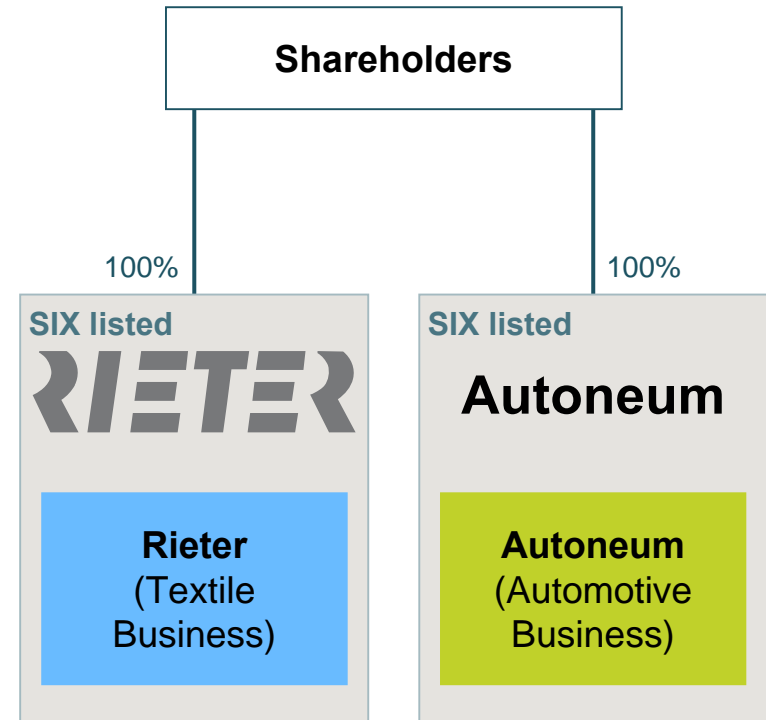 Shareholders
100%
100%
SIX listed
RIETER
Rieter
(Textile
Business)
SIX listed
Autoneum
Autoneum
(Automotive
Business)